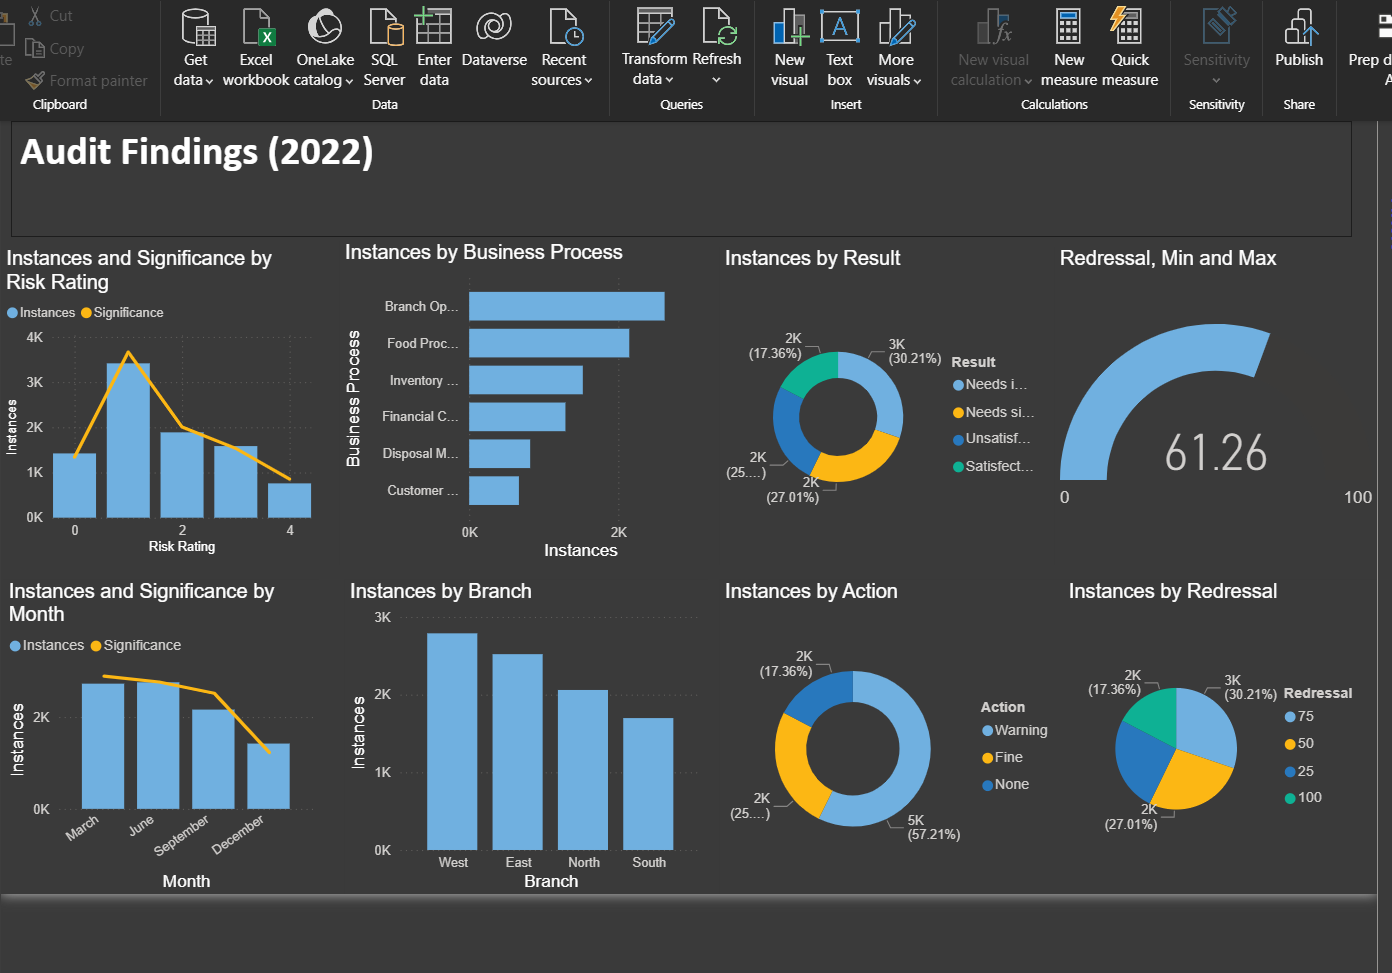 Cut
Copy
Format painter
Clipboard
Get data
Excel workbook
OneLake catalog
SQL Server
Enter data
Dataverse
Recent sources
Data
Transform data
Refresh
Queries
New visual
Text box
More visuals
Insert
New visual calculation
New measure
Quick measure
Calculations
Sensitivity
Sensitivity
Publish
Share
Prep d
Audit Findings (2022)
Instances and Significance by
Risk Rating
Instances Significance
4K
3K
2K
1K
0K
Instances
0 2 4
Risk Rating
Instances by Business Process
Business Process
Branch Op...
Food Proc...
Inventory ...
Financial C...
Disposal M...
Customer ...
0K 2K
Instances
Instances by Result
2K
(17.36%)
3K
(30.21%)
2K
(25....)
2K
(27.01%)
Result
Needs i...
Needs si...
Unsatisf...
Satisfect...
Redressal, Min and Max
61.26
0 100
Instances and Significance by
Month
Instances Significance
2K
0K
Instances
March June September December
Month
Instances by Branch
3K
2K
1K
0K
Instances
West East North South
Branch
Instances by Action
2K
(17.36%)
2K
(25....)
5K
(57.21%)
Action
Warning
Fine
None
Instances by Redressal
2K
(17.36%)
3K
(30.21%)
2K
(27.01%)
Redressal
75
50
25
100